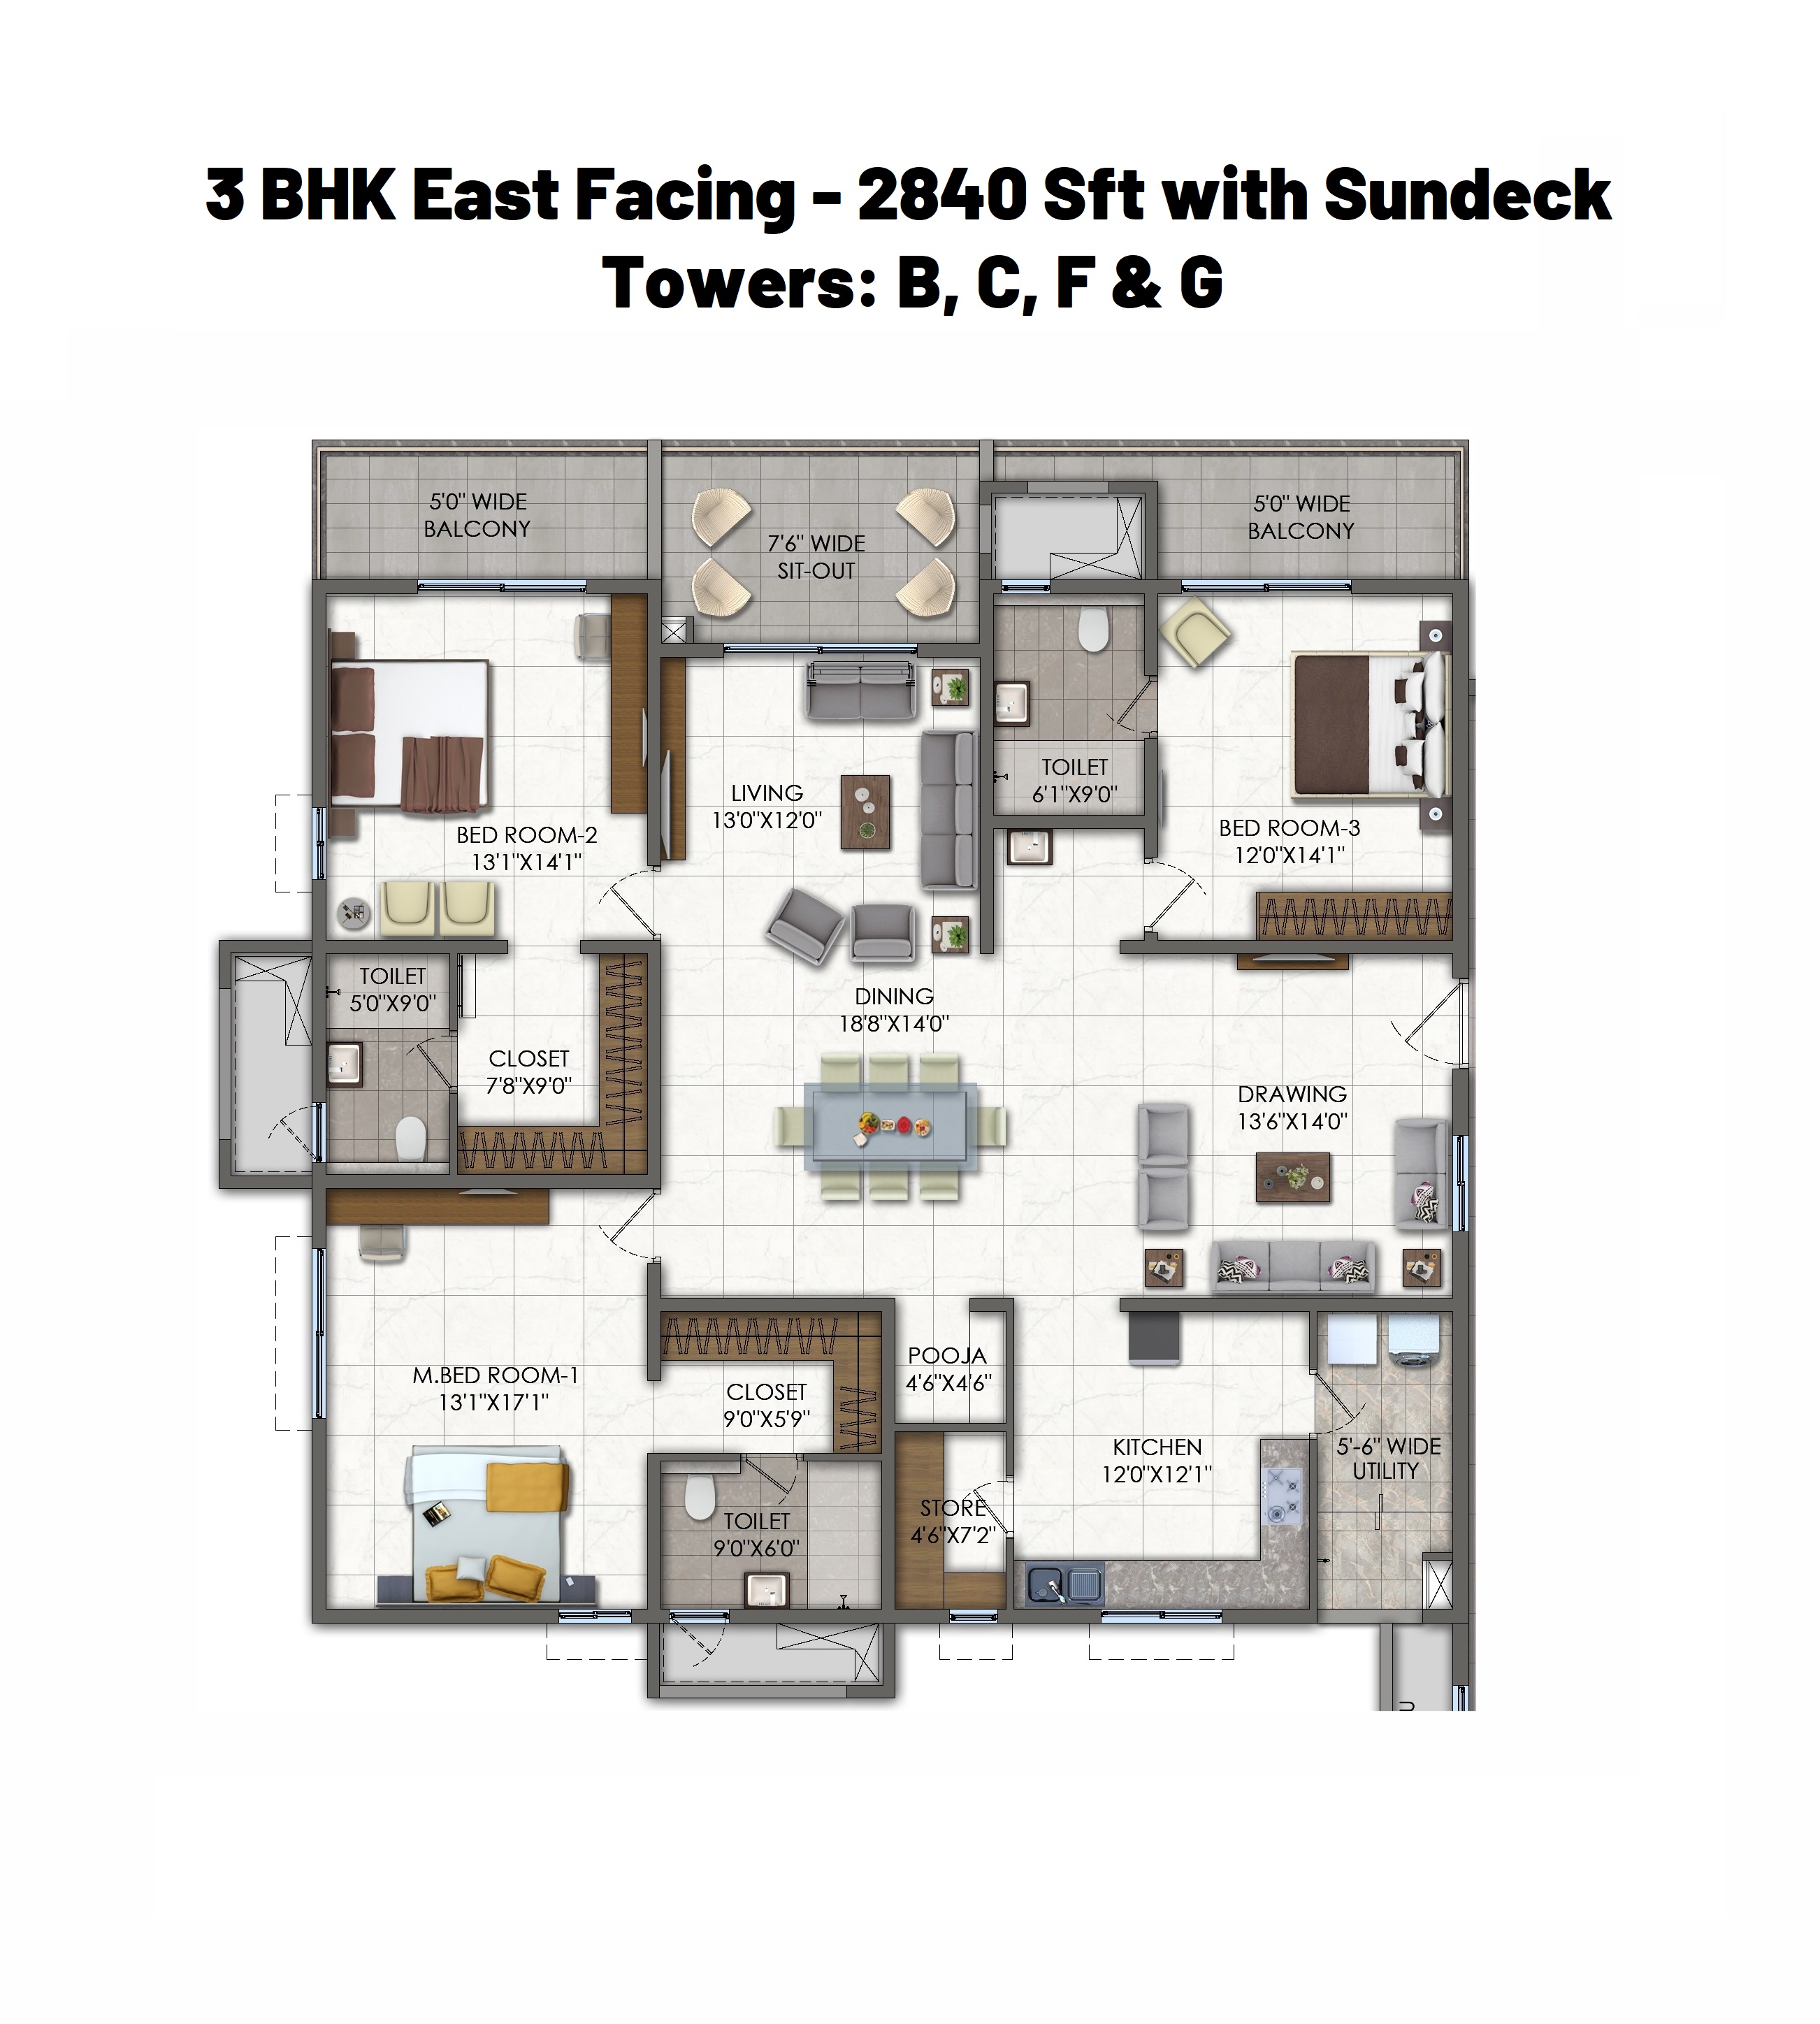 3 BHK East Facing - 2840 Sft with Sundeck
Towers: B, C, F & G
5'0" WIDE
BALCONY
7'6" WIDE
SIT-OUT
5'0" WIDE
BALCONY
BED ROOM-2
13'1"X14'1"
LIVING
13'0"X12'0"
TOILET
6'1"X9'0"
BED ROOM-3
12'0"X14'1"
TOILET
5'0"X9'0"
CLOSET
7'8"X9'0"
DINING
18'8"X14'0"
DRAWING
13'6"X14'0"
M.BED ROOM-1
13'1"X17'1"
CLOSET
9'0"X5'9"
POOJA
4'6"X4'6"
TOILET
9'0"X6'0"
STORE
4'6"X7'2"
KITCHEN
12'0"X12'1"
5'-6" WIDE
UTILITY